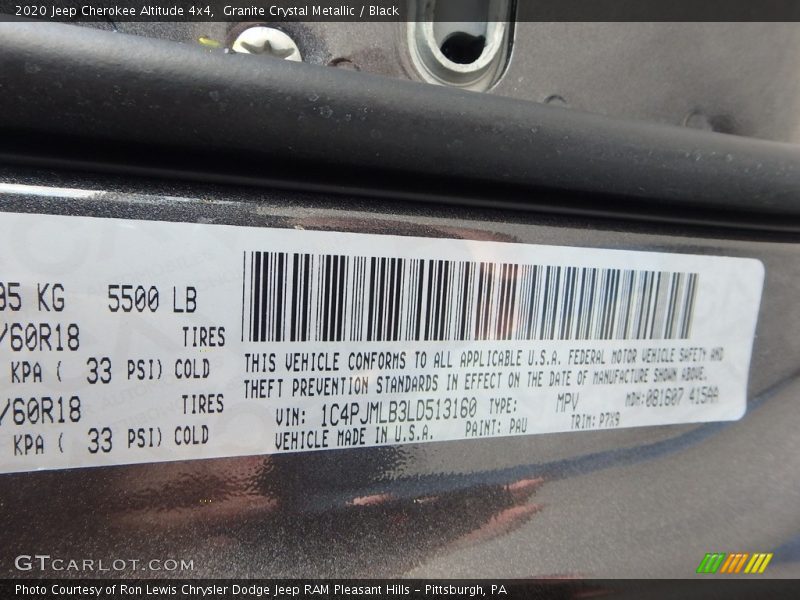 2020 Jeep Cherokee Altitude 4x4, Granite Crystal Metallic / Black
95 KG 5500 LB
/60R18 TIRES
KPA ( 33 PSI) COLD
/60R18 TIRES
KPA ( 33 PSI) COLD
THIS VEHICLE CONFORMS TO ALL APPLICABLE U.S.A. FEDERAL MOTOR VEHICLE SAFETY AND
THEFT PREVENTION STANDARDS IN EFFECT ON THE DATE OF MANUFACTURE SHOWN ABOVE.
VIN: 1C4PJMLB3LD513160 TYPE: MPV MDH: 081607 415AA
VEHICLE MADE IN U.S.A. PAINT: PAU TRIM: P7X9
GTCARLOT.COM
Photo Courtesy of Ron Lewis Chrysler Dodge Jeep RAM Pleasant Hills – Pittsburgh, PA